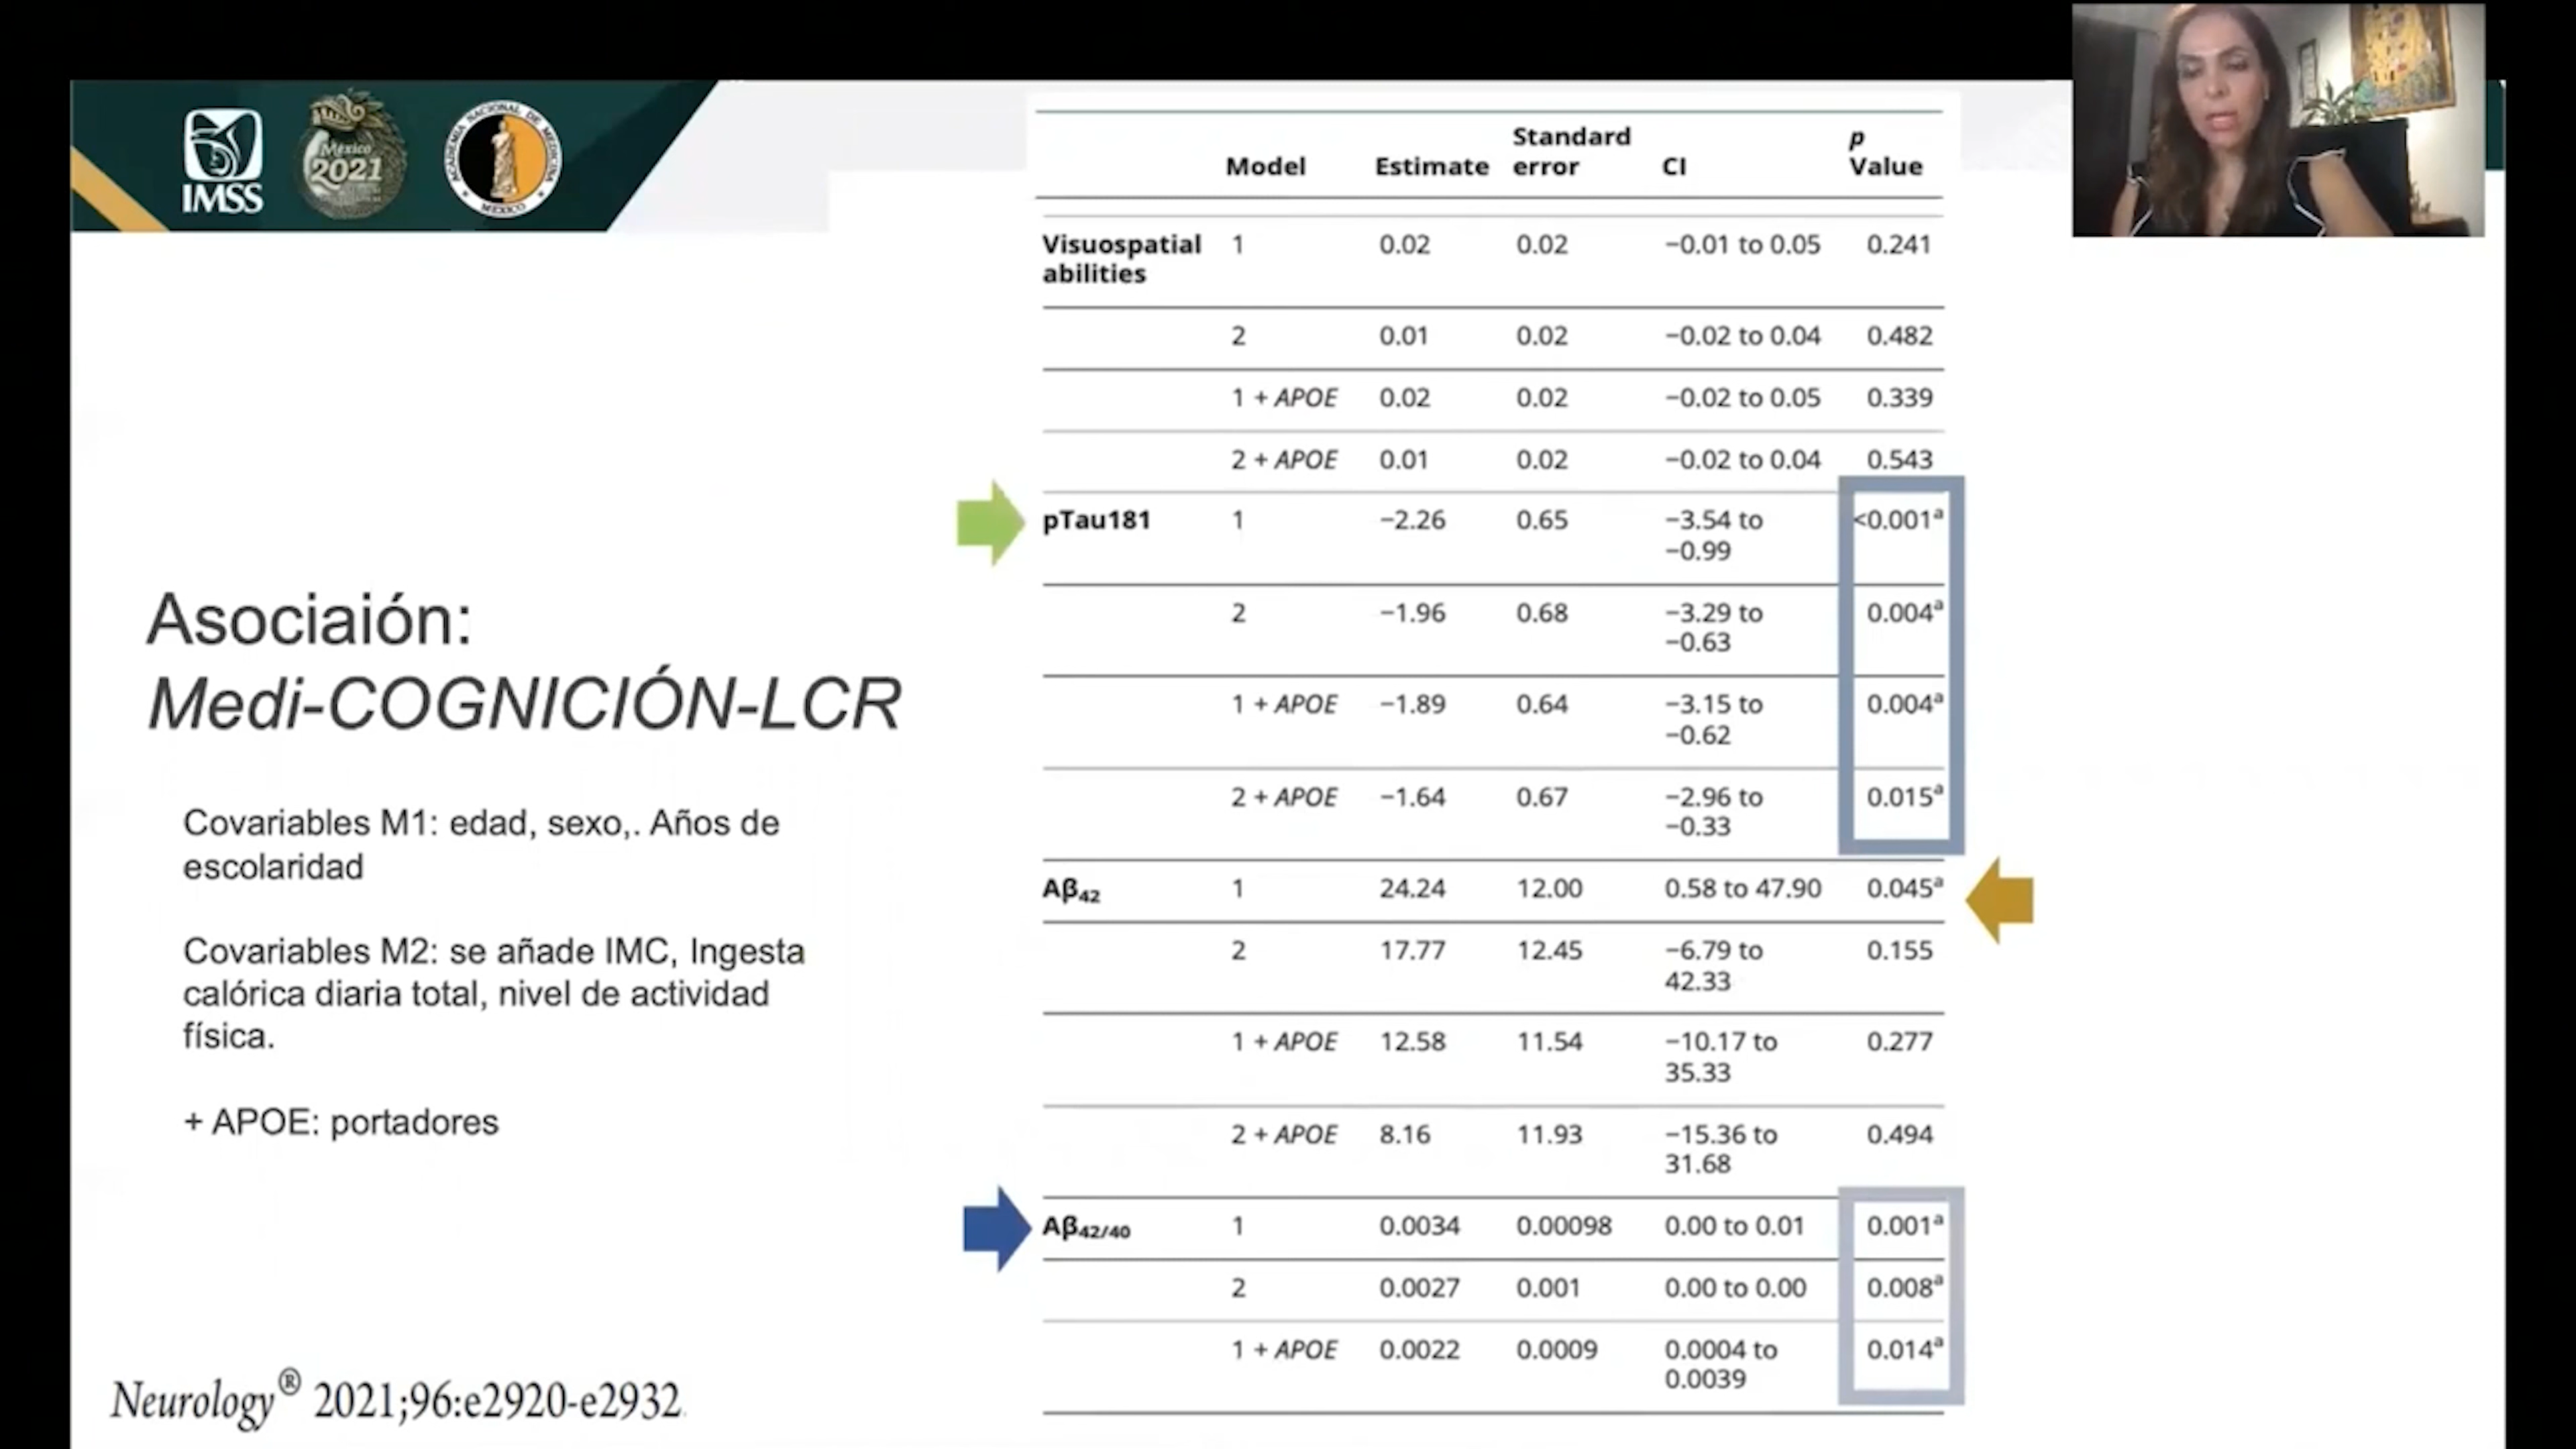 IMSS
México
2021
ACADEMIA NACIONAL DE MEDICINA
MEXICO
Asociaión:
Medi-COGNICIÓN-LCR
Covariables M1: edad, sexo,. Años de
escolaridad
Covariables M2: se añade IMC, Ingesta
calórica diaria total, nivel de actividad
física.
+ APOE: portadores
Neurology® 2021;96:e2920-e2932
Model Estimate Standard error CI p Value
Visuospatial abilities 1 0.02 0.02 −0.01 to 0.05 0.241
2 0.01 0.02 −0.02 to 0.04 0.482
1 + APOE 0.02 0.02 −0.02 to 0.05 0.339
2 + APOE 0.01 0.02 −0.02 to 0.04 0.543
pTau181 1 −2.26 0.65 −3.54 to −0.99 <0.001ᵃ
2 −1.96 0.68 −3.29 to −0.63 0.004ᵃ
1 + APOE −1.89 0.64 −3.15 to −0.62 0.004ᵃ
2 + APOE −1.64 0.67 −2.96 to −0.33 0.015ᵃ
Aβ₄₂ 1 24.24 12.00 0.58 to 47.90 0.045ᵃ
2 17.77 12.45 −6.79 to 42.33 0.155
1 + APOE 12.58 11.54 −10.17 to 35.33 0.277
2 + APOE 8.16 11.93 −15.36 to 31.68 0.494
Aβ₄₂/₄₀ 1 0.0034 0.00098 0.00 to 0.01 0.001ᵃ
2 0.0027 0.001 0.00 to 0.00 0.008ᵃ
1 + APOE 0.0022 0.0009 0.0004 to 0.0039 0.014ᵃ